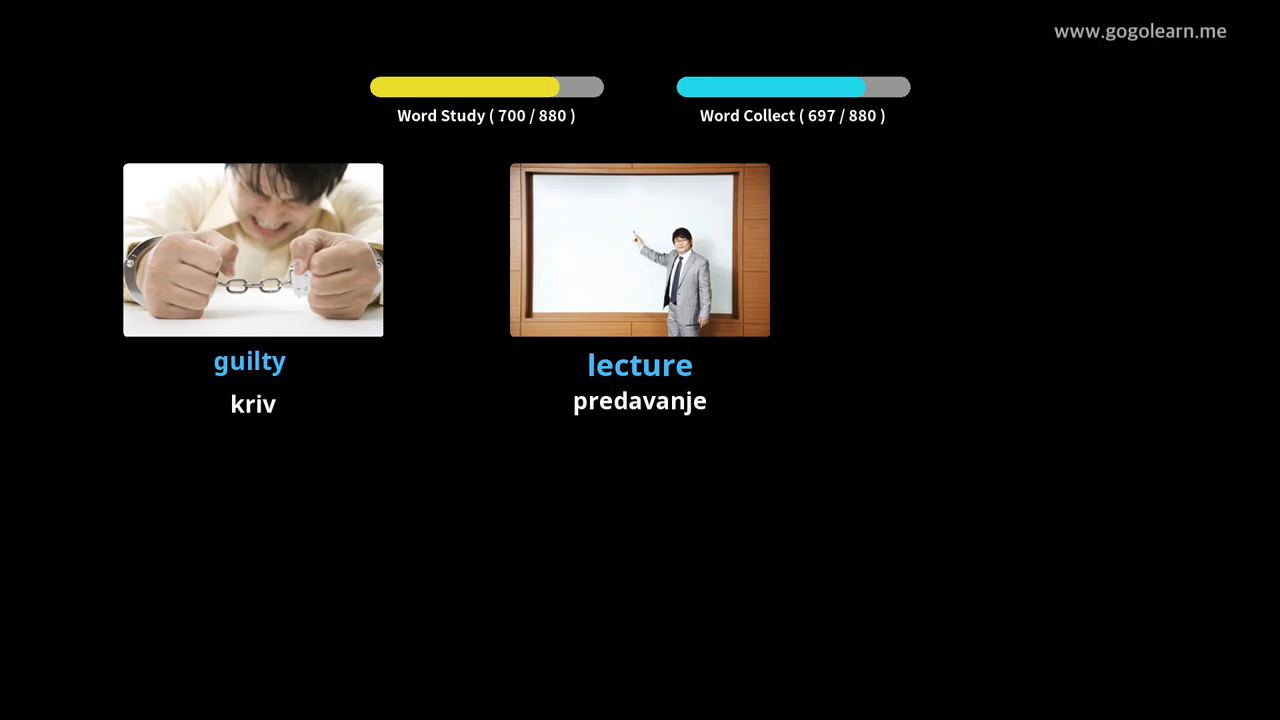 www.gogolearn.me
Word Study ( 700 / 880 )
Word Collect ( 697 / 880 )
guilty
kriv
lecture
predavanje